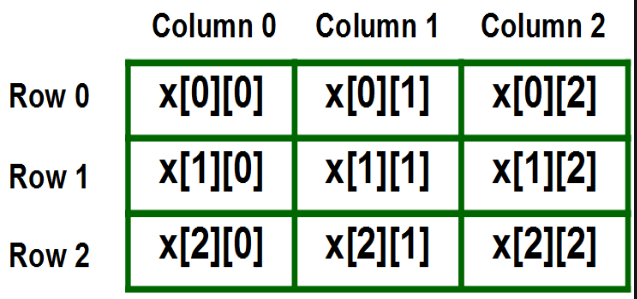 Column 0 Column 1 Column 2
Row 0 x[0][0] x[0][1] x[0][2]
Row 1 x[1][0] x[1][1] x[1][2]
Row 2 x[2][0] x[2][1] x[2][2]